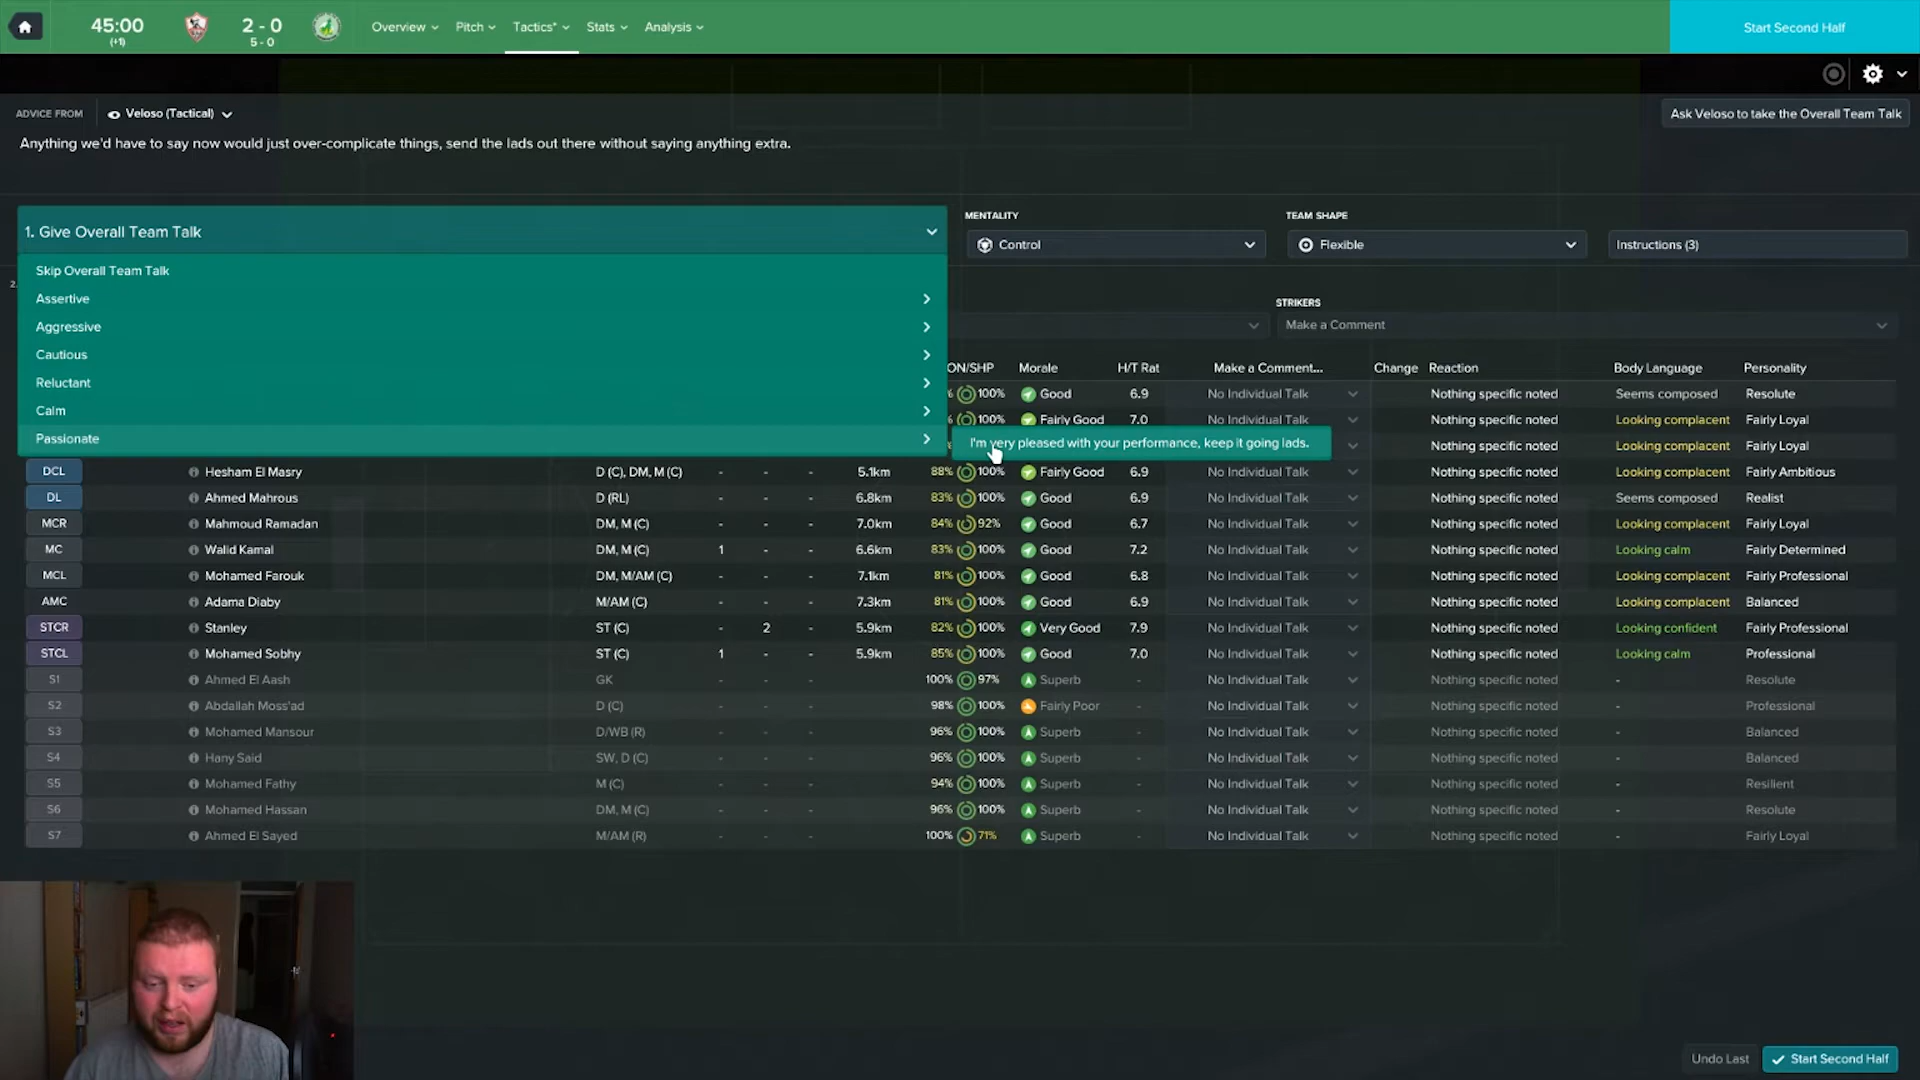 45:00
(+1)
2 - 0
5 - 0
Overview
Pitch
Tactics*
Stats
Analysis
Start Second Half
ADVICE FROM
Veloso (Tactical)
Ask Veloso to take the Overall Team Talk
Anything we'd have to say now would just over-complicate things, send the lads out there without saying anything extra.
1. Give Overall Team Talk
MENTALITY
Control
TEAM SHAPE
Flexible
Instructions (3)
Skip Overall Team Talk
Assertive
Aggressive
Cautious
Reluctant
Calm
Passionate
2.
STRIKERS
Make a Comment
I'm very pleased with your performance, keep it going lads.
ON/SHP Morale H/T Rat Make a Comment... Change Reaction Body Language Personality
% 100% Good 6.9 No Individual Talk Nothing specific noted Seems composed Resolute
% 100% Fairly Good 7.0 No Individual Talk Nothing specific noted Looking complacent Fairly Loyal
Nothing specific noted Looking complacent Fairly Loyal
DCL Hesham El Masry D (C), DM, M (C) - - - 5.1km 88% 100% Fairly Good 6.9 No Individual Talk Nothing specific noted Looking complacent Fairly Ambitious
DL Ahmed Mahrous D (RL) - - - 6.8km 83% 100% Good 6.9 No Individual Talk Nothing specific noted Seems composed Realist
MCR Mahmoud Ramadan DM, M (C) - - - 7.0km 84% 92% Good 6.7 No Individual Talk Nothing specific noted Looking complacent Fairly Loyal
MC Walid Kamal DM, M (C) 1 - - 6.6km 83% 100% Good 7.2 No Individual Talk Nothing specific noted Looking calm Fairly Determined
MCL Mohamed Farouk DM, M/AM (C) - - - 7.1km 81% 100% Good 6.8 No Individual Talk Nothing specific noted Looking complacent Fairly Professional
AMC Adama Diaby M/AM (C) - - - 7.3km 81% 100% Good 6.9 No Individual Talk Nothing specific noted Looking complacent Balanced
STCR Stanley ST (C) - 2 - 5.9km 82% 100% Very Good 7.9 No Individual Talk Nothing specific noted Looking confident Fairly Professional
STCL Mohamed Sobhy ST (C) 1 - - 5.9km 85% 100% Good 7.0 No Individual Talk Nothing specific noted Looking calm Professional
S1 Ahmed El Aash GK - - - 100% 97% Superb - No Individual Talk Nothing specific noted - Resolute
S2 Abdallah Moss'ad D (C) - - - 98% 100% Fairly Poor - No Individual Talk Nothing specific noted - Professional
S3 Mohamed Mansour D/WB (R) - - - 96% 100% Superb - No Individual Talk Nothing specific noted - Balanced
S4 Hany Said SW, D (C) - - - 96% 100% Superb - No Individual Talk Nothing specific noted - Balanced
S5 Mohamed Fathy M (C) - - - 94% 100% Superb - No Individual Talk Nothing specific noted - Resilient
S6 Mohamed Hassan DM, M (C) - - - 96% 100% Superb - No Individual Talk Nothing specific noted - Resolute
S7 Ahmed El Sayed M/AM (R) - - - 100% 71% Superb - No Individual Talk Nothing specific noted - Fairly Loyal
Undo Last
Start Second Half